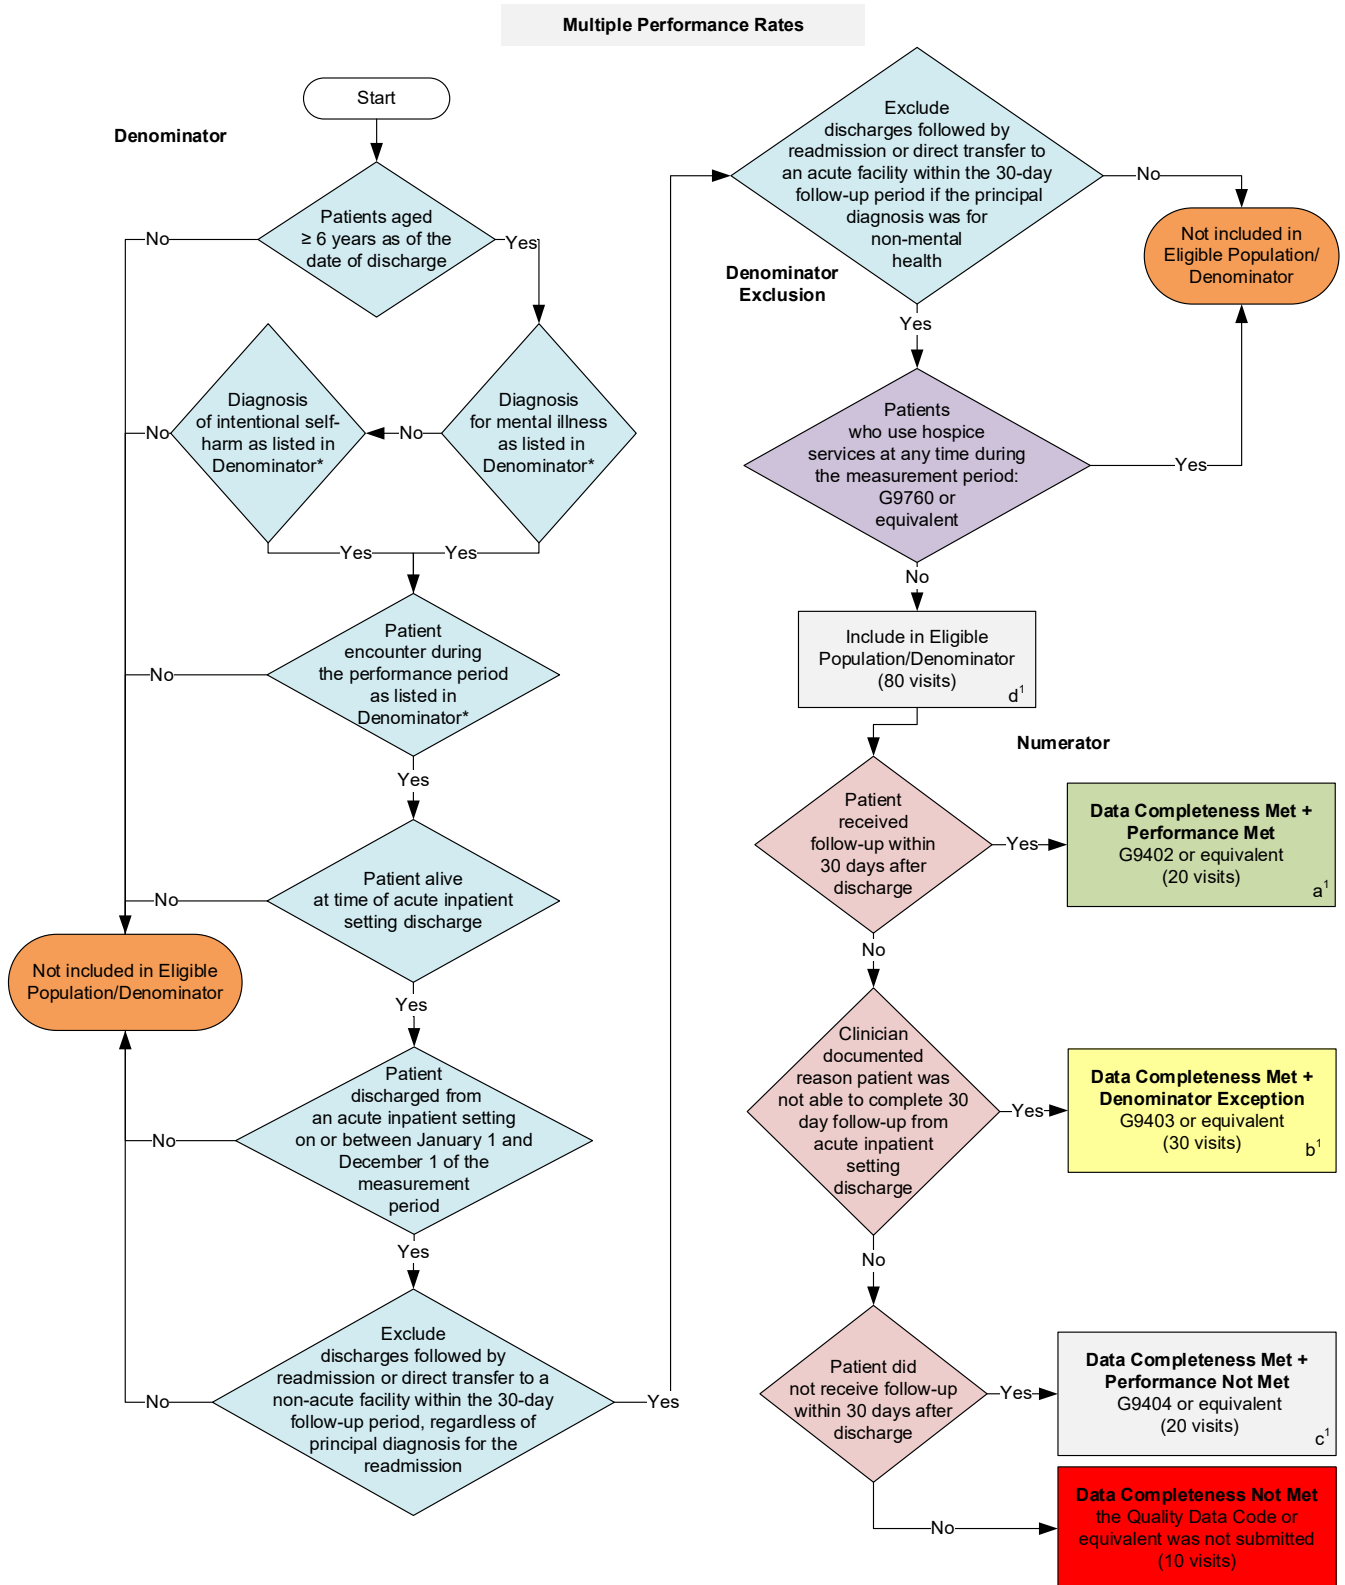 Multiple Performance Rates
Start
Denominator
Patients aged
≥ 6 years as of the
date of discharge
No
Yes
Diagnosis
for mental illness
as listed in
Denominator*
No
Diagnosis
of intentional self-
harm as listed in
Denominator*
No
Yes
Yes
Patient
encounter during
the performance period
as listed in
Denominator*
No
Yes
Patient alive
at time of acute inpatient
setting discharge
No
Not included in Eligible
Population/Denominator
Yes
Patient
discharged from
an acute inpatient setting
on or between January 1 and
December 1 of the
measurement
period
No
Yes
Exclude
discharges followed by
readmission or direct transfer to a
non-acute facility within the 30-day
follow-up period, regardless of
principal diagnosis for the
readmission
No
Yes
Exclude
discharges followed by
readmission or direct transfer to
an acute facility within the 30-day
follow-up period if the principal
diagnosis was for
non-mental
health
No
Not included in
Eligible Population/
Denominator
Denominator
Exclusion
Yes
Patients
who use hospice
services at any time during
the measurement period:
G9760 or
equivalent
Yes
No
Include in Eligible
Population/Denominator
(80 visits)
d¹
Numerator
Patient
received
follow-up within
30 days after
discharge
Yes
Data Completeness Met +
Performance Met
G9402 or equivalent
(20 visits)
a¹
No
Clinician
documented
reason patient was
not able to complete 30
day follow-up from
acute inpatient
setting
discharge
Yes
Data Completeness Met +
Denominator Exception
G9403 or equivalent
(30 visits)
b¹
No
Patient did
not receive follow-up
within 30 days after
discharge
Yes
Data Completeness Met +
Performance Not Met
G9404 or equivalent
(20 visits)
c¹
No
Data Completeness Not Met
the Quality Data Code or
equivalent was not submitted
(10 visits)